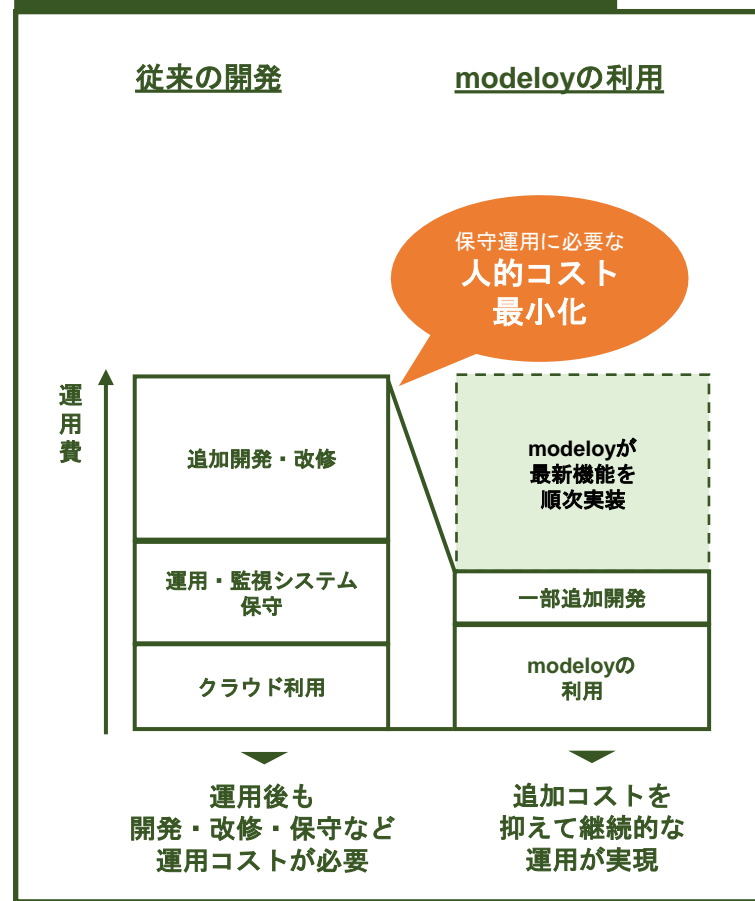 従来の開発
modeloyの利用
保守運用に必要な
人的コスト
最小化
運
用
費
追加開発・改修
運用・監視システム
保守
クラウド利用
modeloyが
最新機能を
順次実装
一部追加開発
modeloyの
利用
運用後も
開発・改修・保守など
運用コストが必要
追加コストを
抑えて継続的な
運用が実現